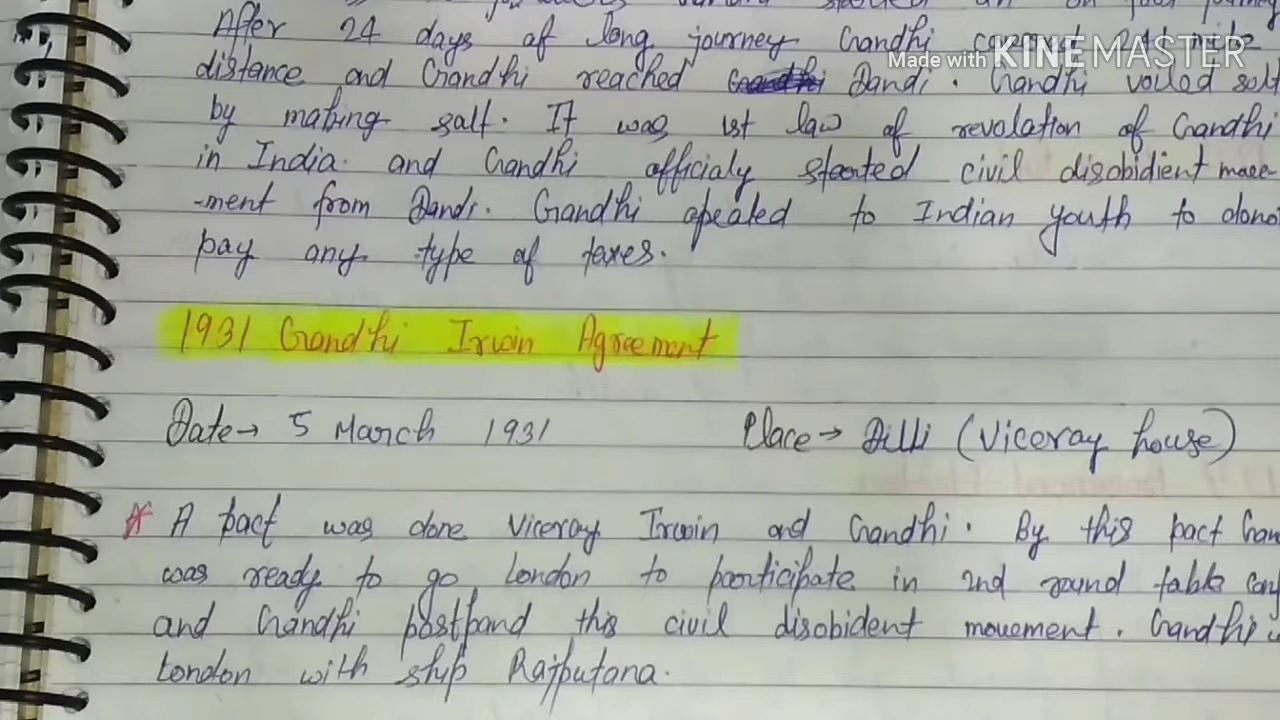 After 24 days of long journey Gandhi
Made with KINEMASTER
distance and Gandhi reached Dandi. Gandhi voiled salt
by making salt. It was 1st law of revolation of Gandhi
in India and Gandhi officialy started civil disobidient move-
-ment from Dandi. Gandhi apealed to Indian youth to donot
pay any type of taxes.
1931 Gandhi Irwin Agreement
Date→ 5 March 1931 Place→ Dilli (Viceray house)
A pact was done Viceray Irwin and Gandhi. By this pact Gan
was ready to go London to participate in 2nd round table con
and Gandhi postpond this civil disobident movement. Gandhi
London with ship Rajputana.